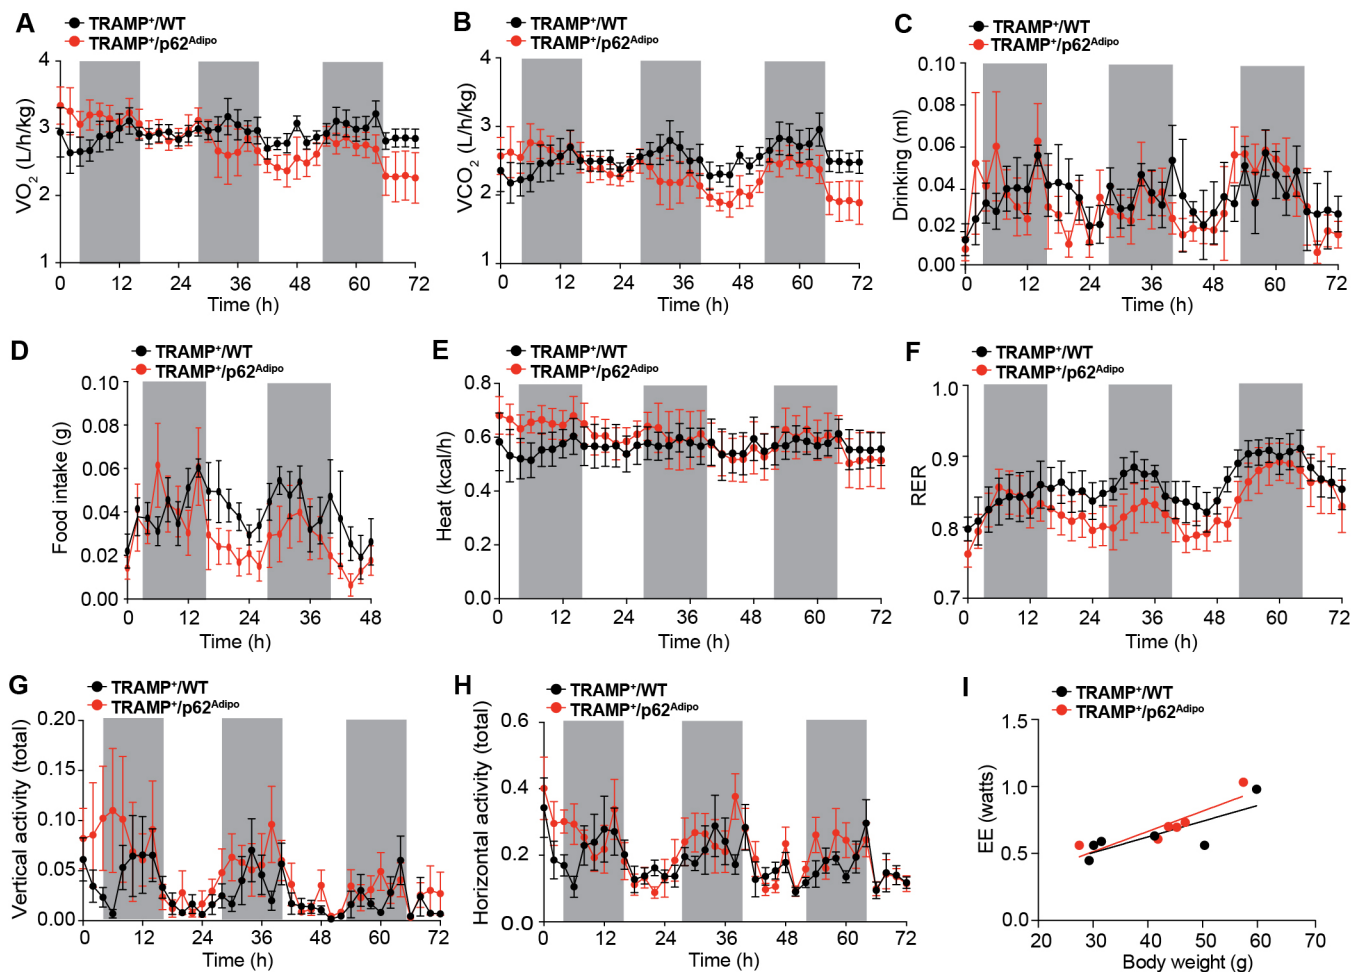 A
TRAMP⁺/WT
TRAMP⁺/p62ᴬᵈⁱᵖᵒ
VO₂ (L/h/kg)
4
3
2
1
0 12 24 36 48 60 72
Time (h)
B
TRAMP⁺/WT
TRAMP⁺/p62ᴬᵈⁱᵖᵒ
VCO₂ (L/h/kg)
4
3
2
1
0 12 24 36 48 60 72
Time (h)
C
TRAMP⁺/WT
TRAMP⁺/p62ᴬᵈⁱᵖᵒ
Drinking (ml)
0.10
0.08
0.06
0.04
0.02
0.00
0 12 24 36 48 60 72
Time (h)
D
TRAMP⁺/WT
TRAMP⁺/p62ᴬᵈⁱᵖᵒ
Food intake (g)
0.10
0.08
0.06
0.04
0.02
0.00
0 12 24 36 48
Time (h)
E
TRAMP⁺/WT
TRAMP⁺/p62ᴬᵈⁱᵖᵒ
Heat (kcal/h)
0.8
0.6
0.4
0.2
0.0
0 12 24 36 48 60 72
Time (h)
F
TRAMP⁺/WT
TRAMP⁺/p62ᴬᵈⁱᵖᵒ
RER
1.0
0.9
0.8
0.7
0 12 24 36 48 60 72
Time (h)
G
TRAMP⁺/WT
TRAMP⁺/p62ᴬᵈⁱᵖᵒ
Vertical activity (total)
0.20
0.15
0.10
0.05
0.00
0 12 24 36 48 60 72
Time (h)
H
TRAMP⁺/WT
TRAMP⁺/p62ᴬᵈⁱᵖᵒ
Horizontal activity (total)
0.6
0.4
0.2
0.0
0 12 24 36 48 60 72
Time (h)
I
TRAMP⁺/WT
TRAMP⁺/p62ᴬᵈⁱᵖᵒ
EE (watts)
1.5
1.0
0.5
0.0
20 30 40 50 60 70
Body weight (g)